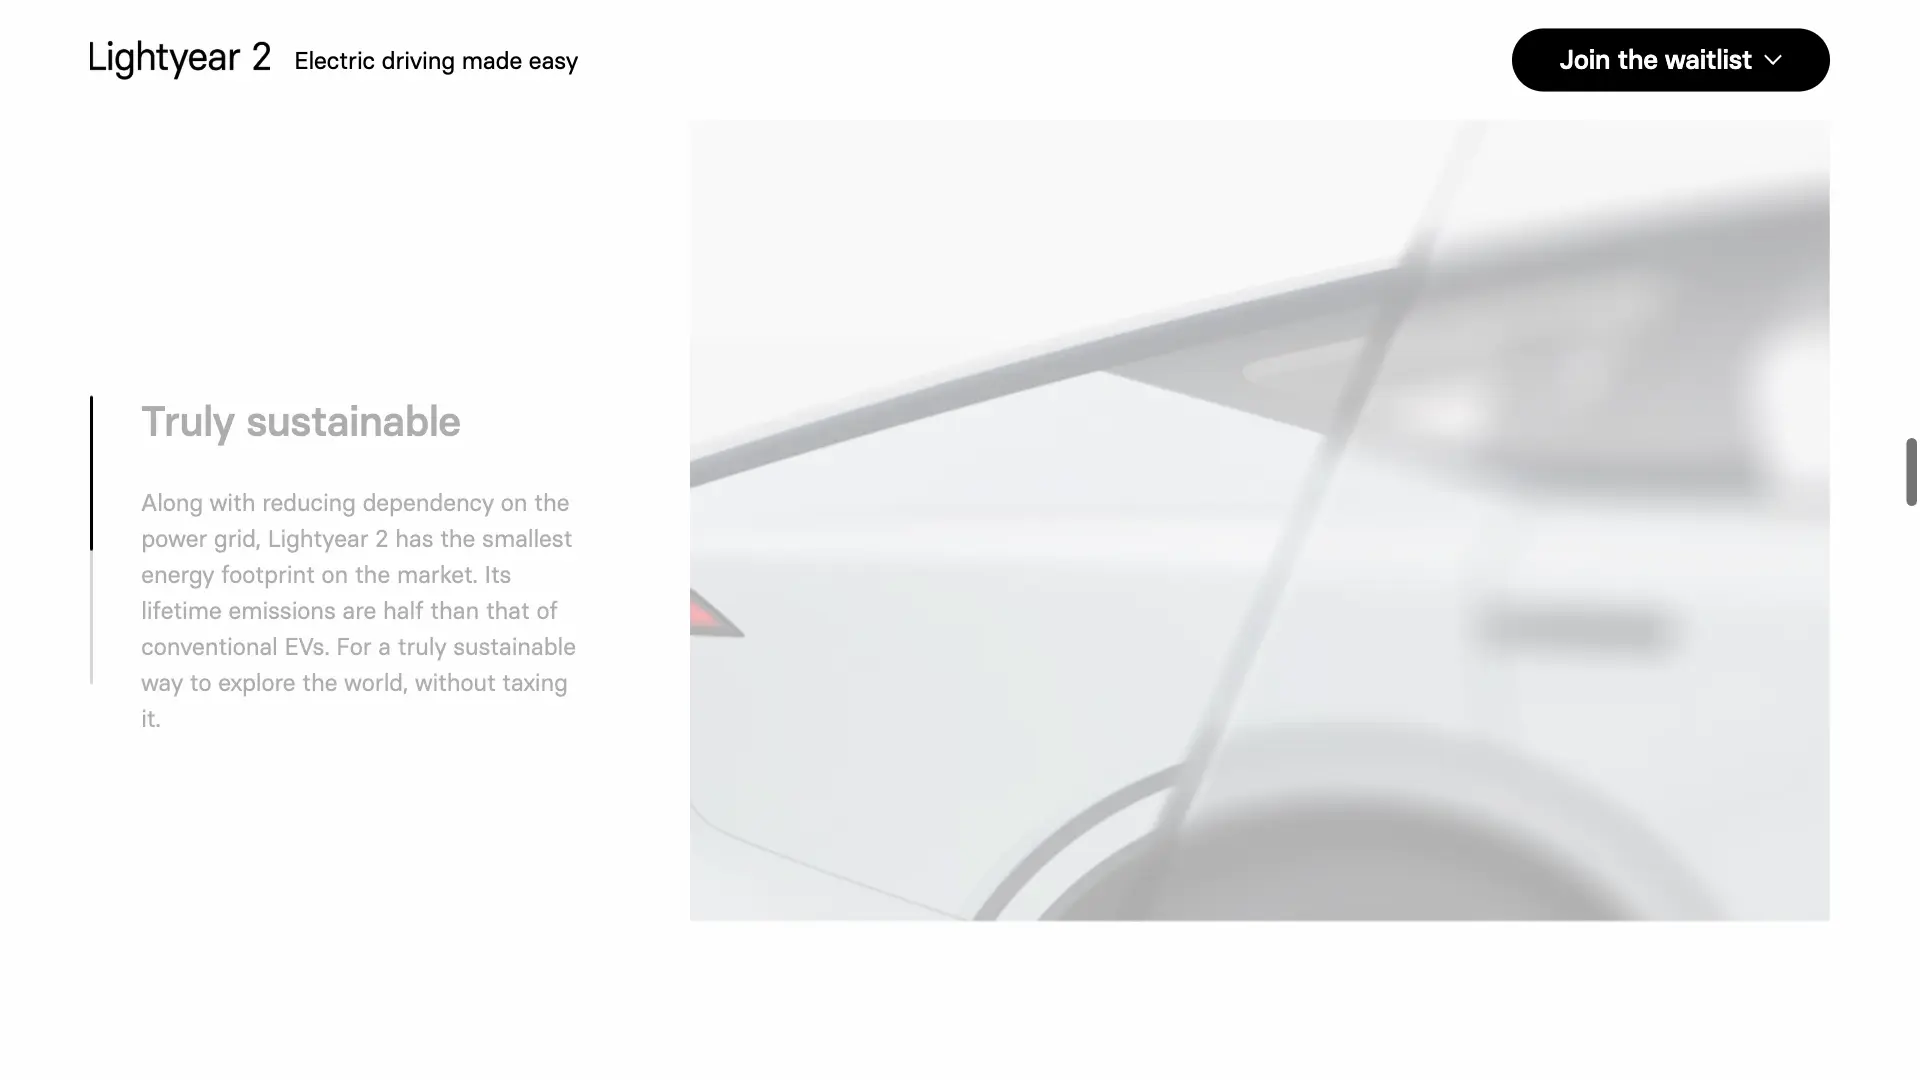 Lightyear 2 Electric driving made easy
Join the waitlist
Truly sustainable
Along with reducing dependency on the
power grid, Lightyear 2 has the smallest
energy footprint on the market. Its
lifetime emissions are half than that of
conventional EVs. For a truly sustainable
way to explore the world, without taxing
it.